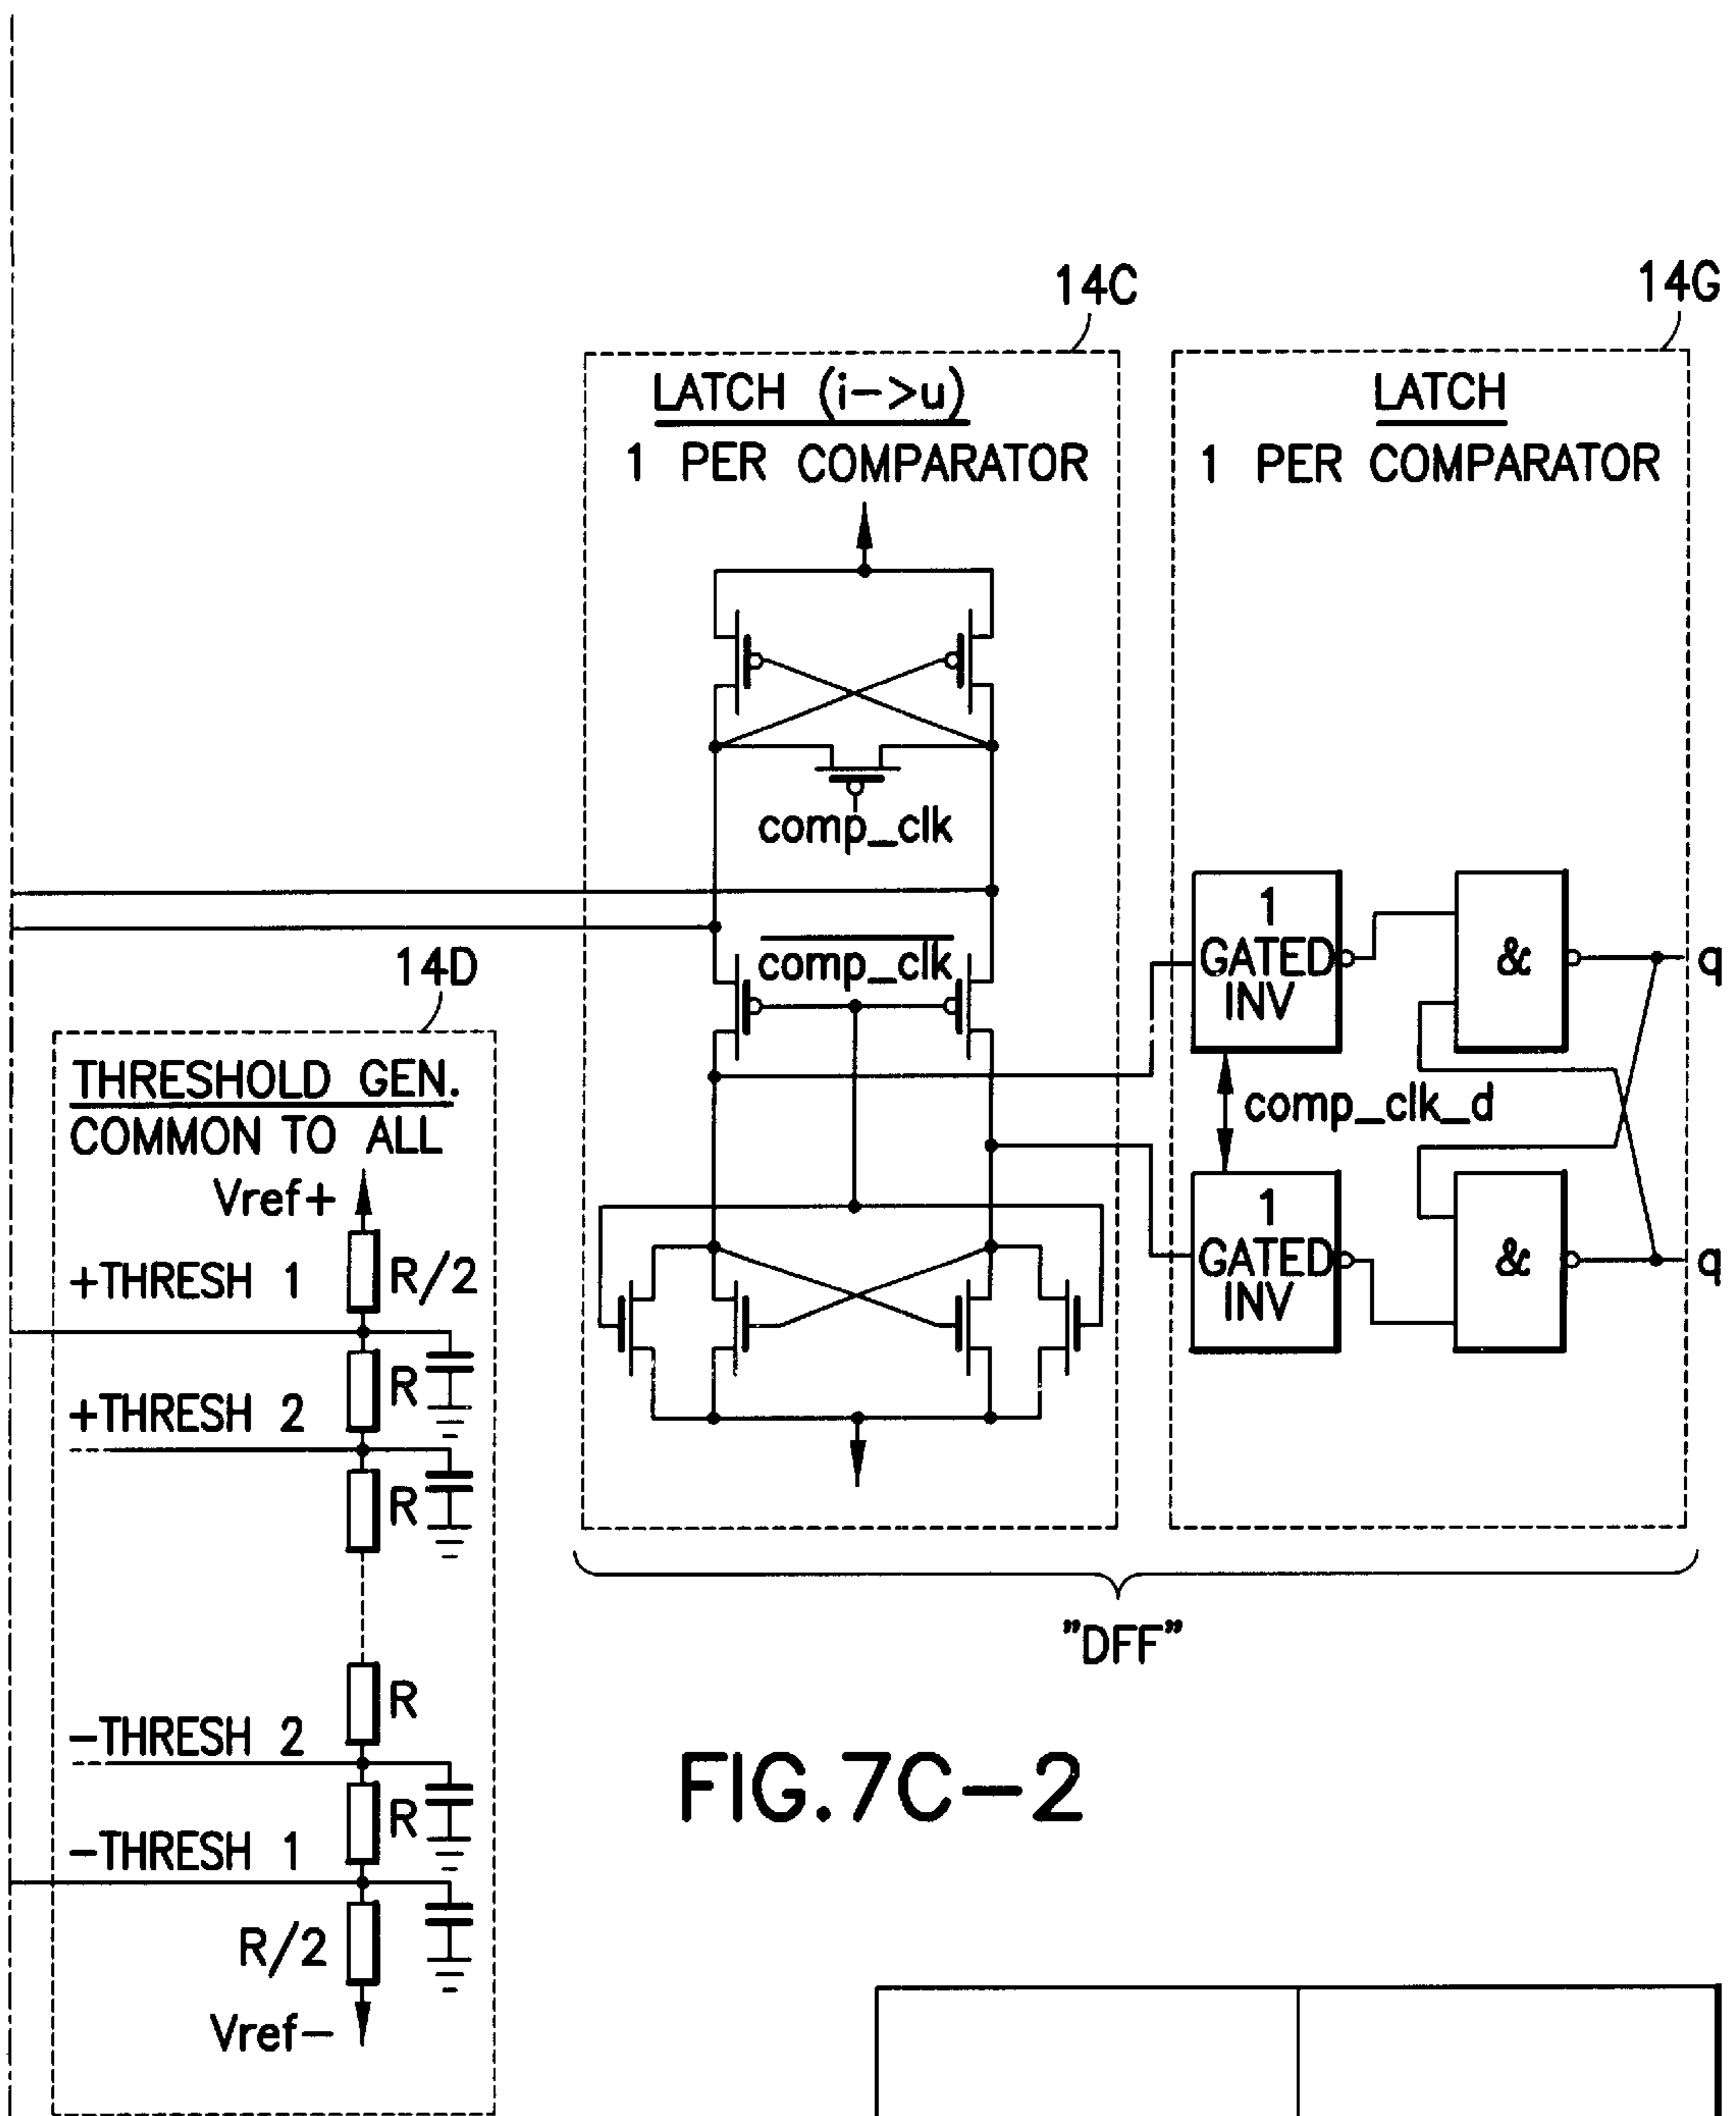 14C
14G
LATCH (i->u)
1 PER COMPARATOR
LATCH
1 PER COMPARATOR
comp_clk
comp_clk
1
GATED
INV
&
q
comp_clk_d
1
GATED
INV
&
q
14D
THRESHOLD GEN.
COMMON TO ALL
Vref+
+THRESH 1
R/2
R
+THRESH 2
R
R
-THRESH 2
R
-THRESH 1
R/2
Vref-
"DFF"
FIG.7C-2